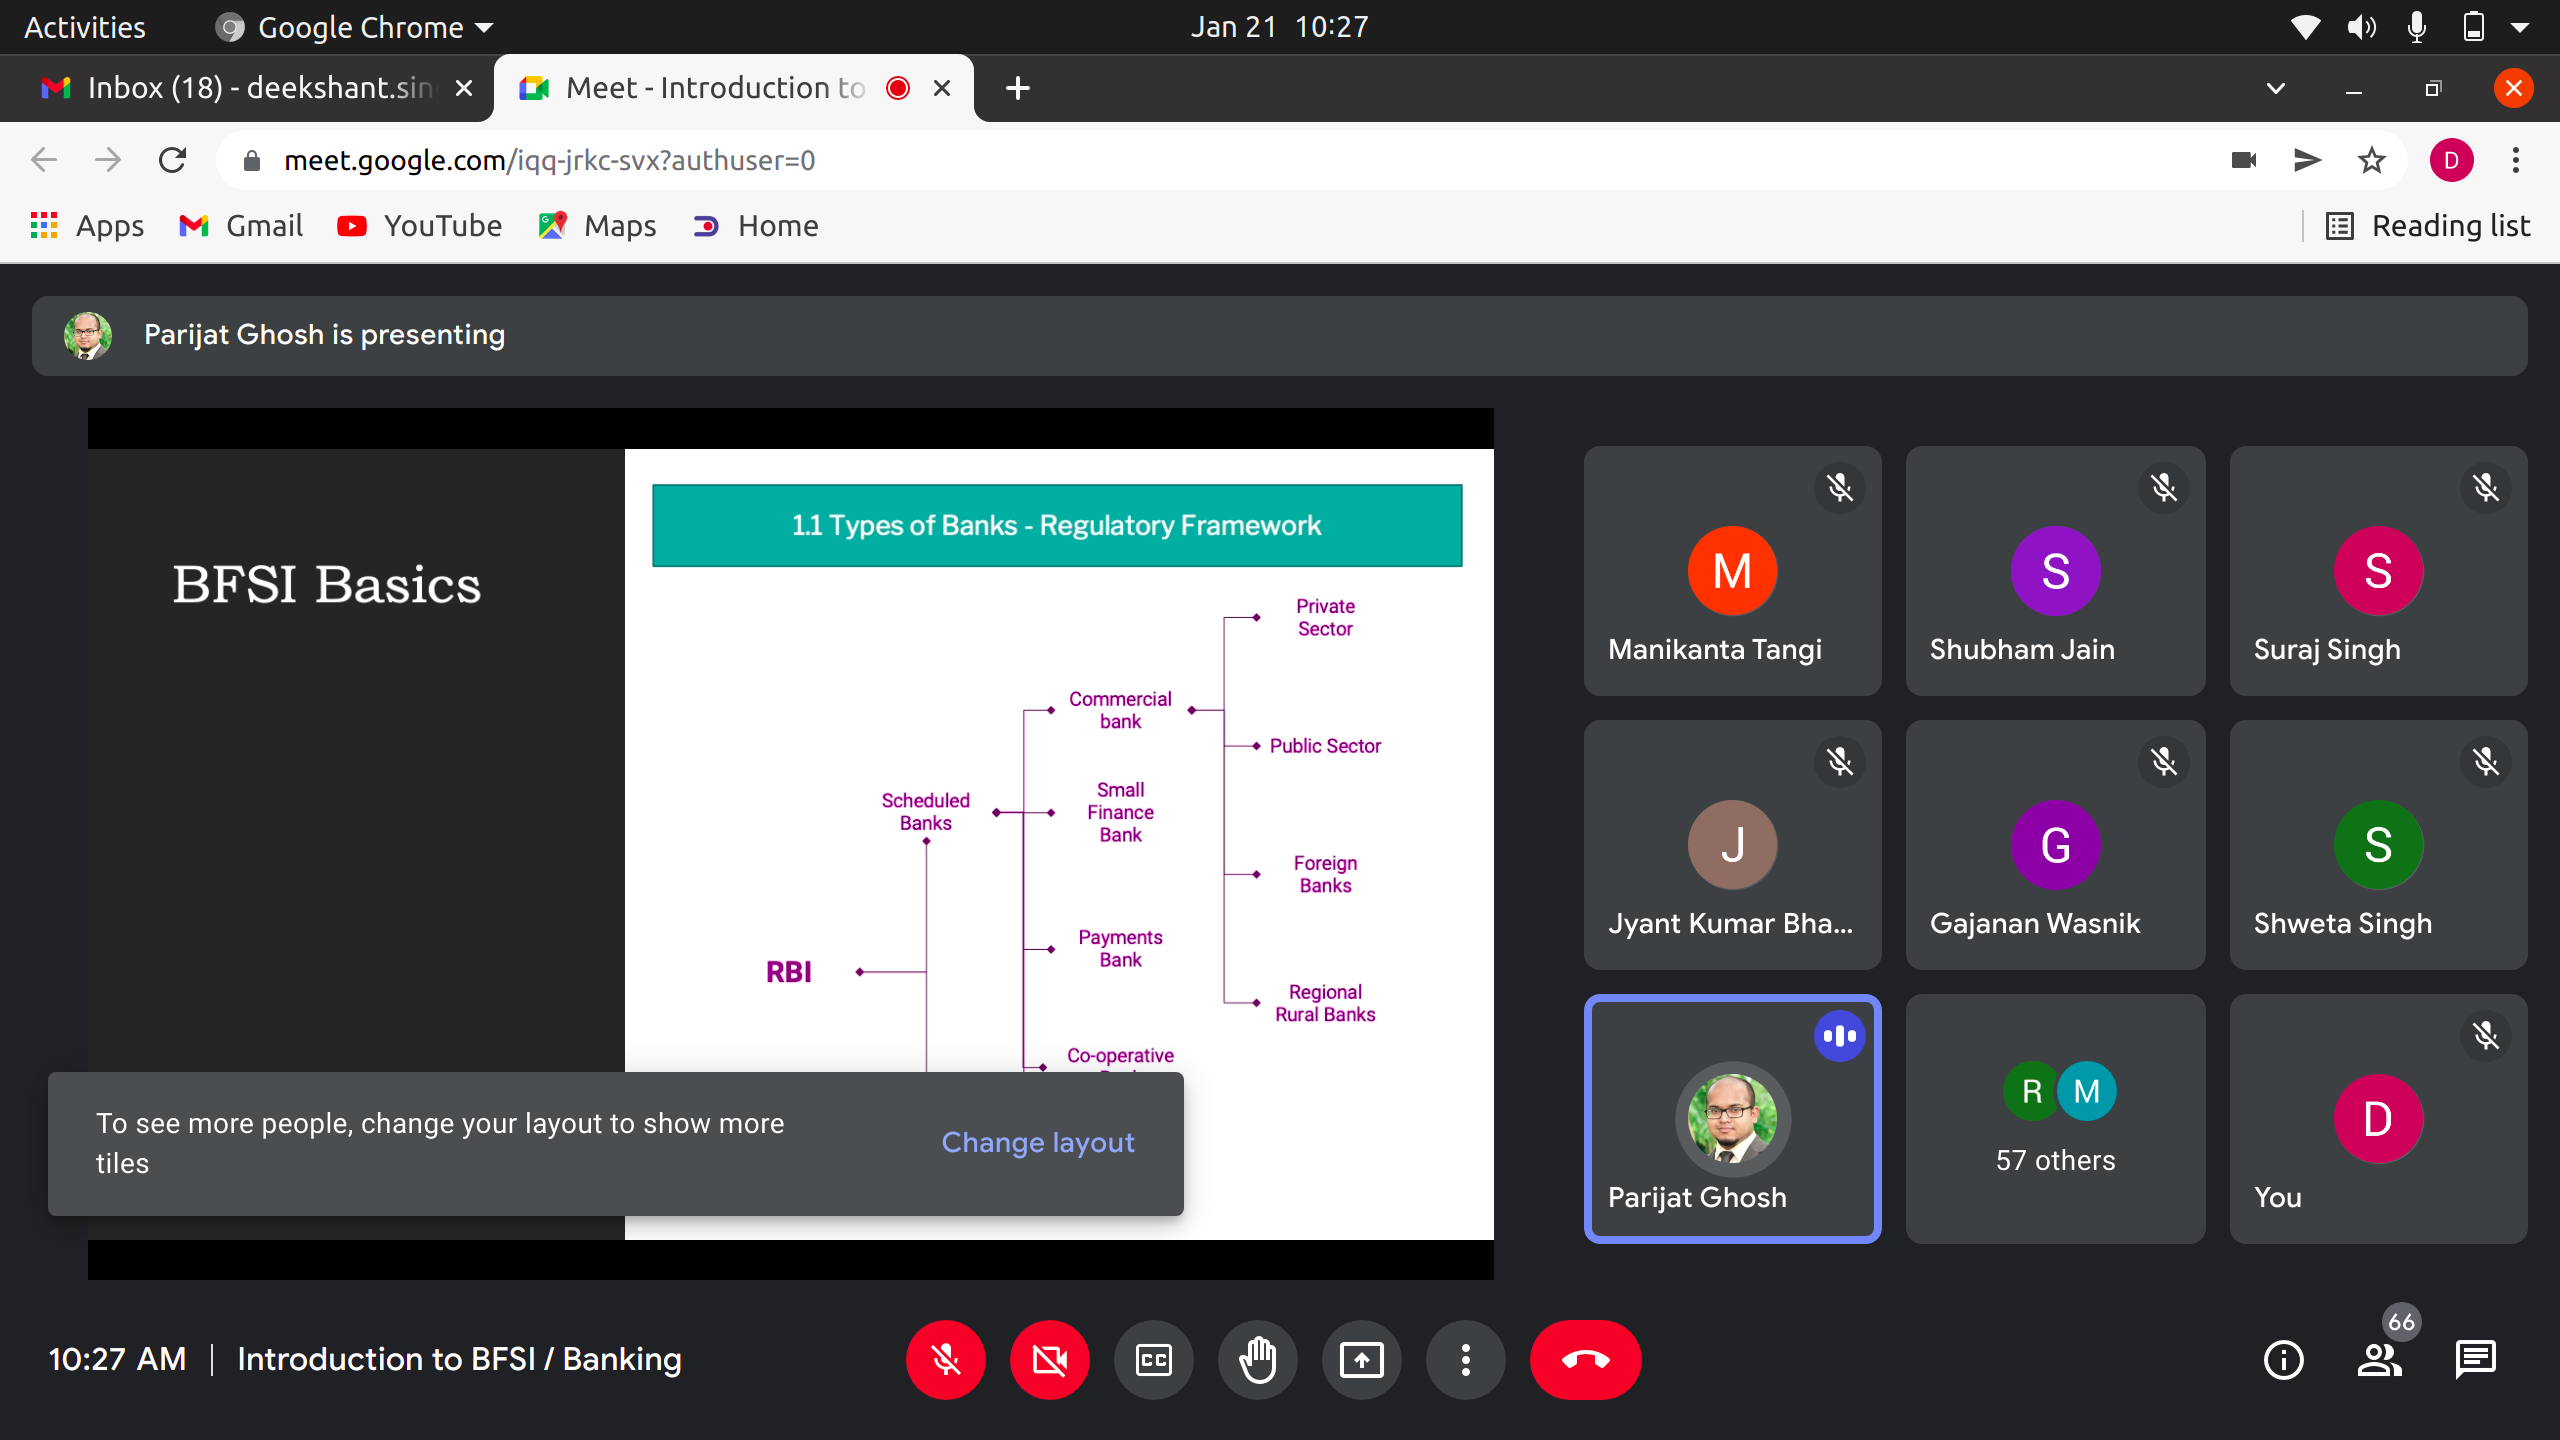 Activities
Google Chrome
Jan 21 10:27
Inbox (18) - deekshant.sin
Meet - Introduction to
meet.google.com/iqq-jrkc-svx?authuser=0
D
Apps
Gmail
YouTube
Maps
Home
Reading list
Parijat Ghosh is presenting
BFSI Basics
1.1 Types of Banks - Regulatory Framework
Private
Sector
Commercial
bank
Public Sector
Small
Finance
Bank
Scheduled
Banks
Foreign
Banks
Payments
Bank
RBI
Regional
Rural Banks
Co-operative
To see more people, change your layout to show more
tiles
Change layout
M
Manikanta Tangi
S
Shubham Jain
S
Suraj Singh
J
Jyant Kumar Bha...
G
Gajanan Wasnik
S
Shweta Singh
Parijat Ghosh
R M
57 others
D
You
10:27 AM | Introduction to BFSI / Banking
CC
66